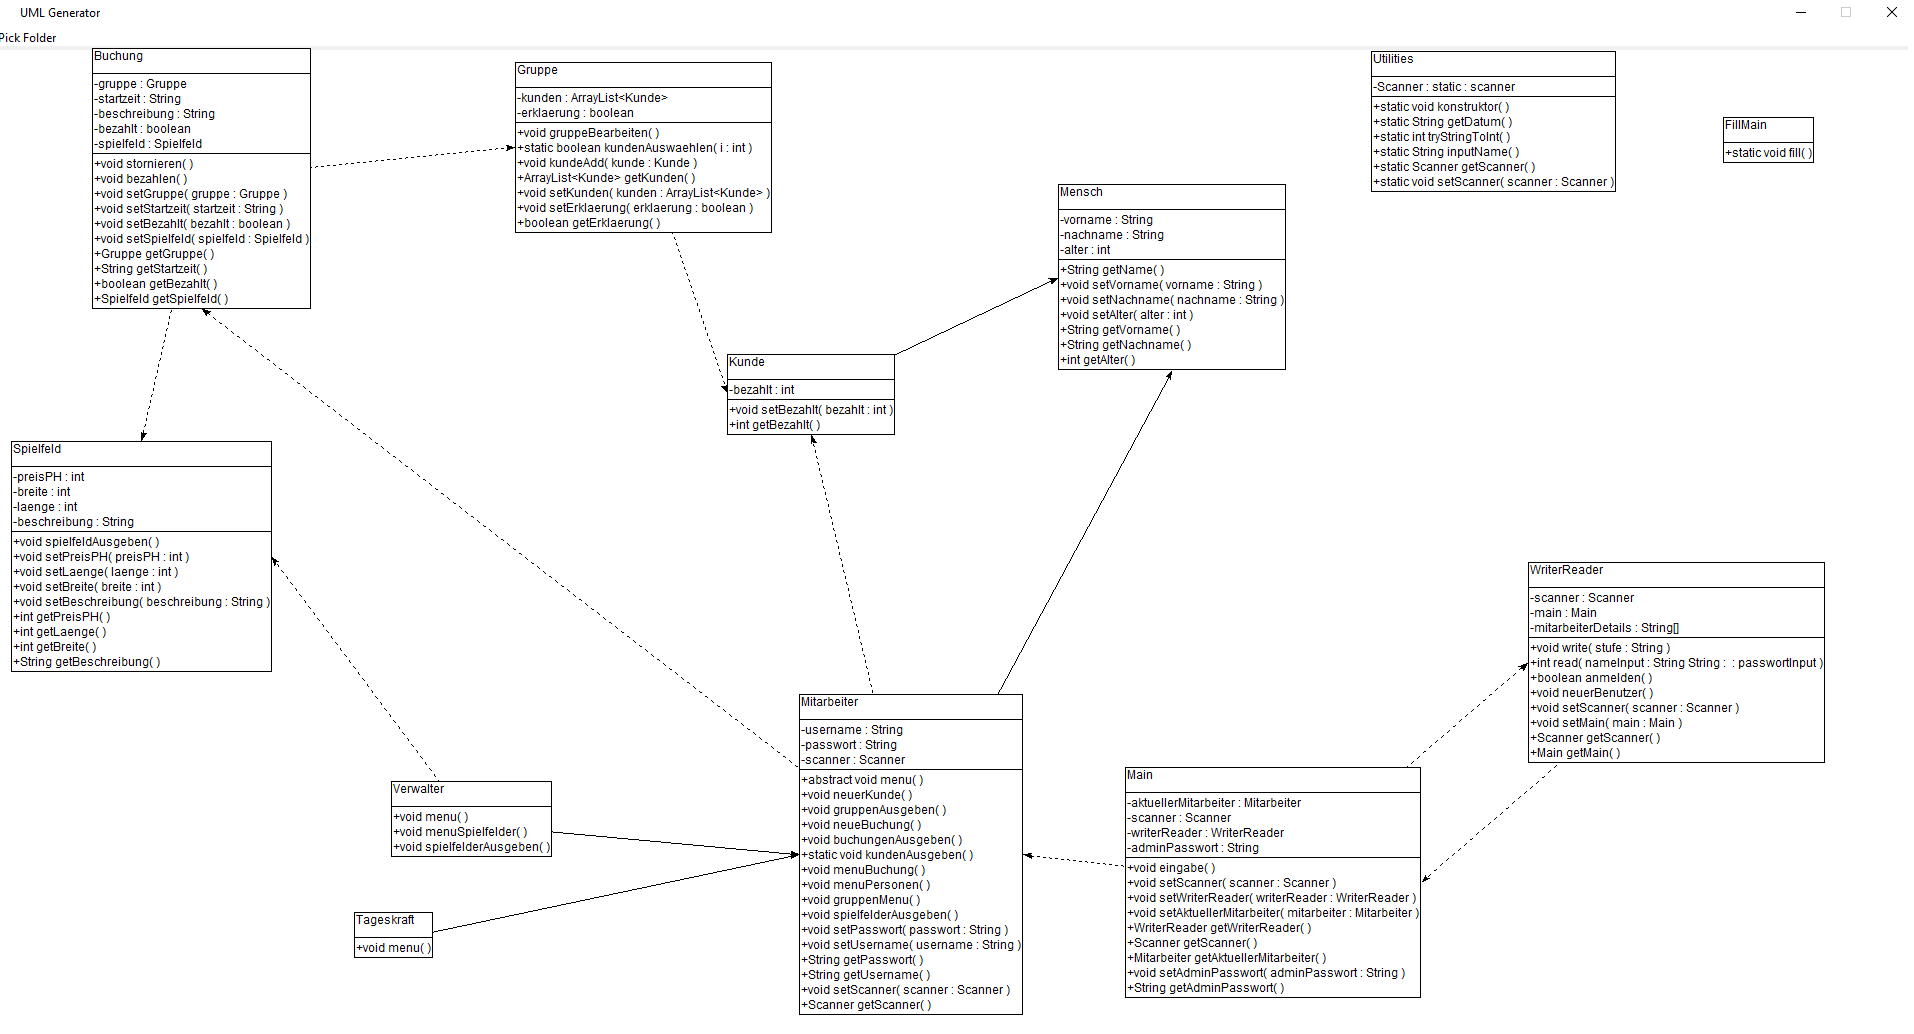 UML Generator
Pick Folder
Buchung
-gruppe : Gruppe
-startzeit : String
-beschreibung : String
-bezahlt : boolean
-spielfeld : Spielfeld
+void stornieren( )
+void bezahlen( )
+void setGruppe( gruppe : Gruppe )
+void setStartzeit( startzeit : String )
+void setBezahlt( bezahlt : boolean )
+void setSpielfeld( spielfeld : Spielfeld )
+Gruppe getGruppe( )
+String getStartzeit( )
+boolean getBezahlt( )
+Spielfeld getSpielfeld( )
Gruppe
-kunden : ArrayList<Kunde>
-erklaerung : boolean
+void gruppeBearbeiten( )
+static boolean kundenAuswaehlen( i : int )
+void kundeAdd( kunde : Kunde )
+ArrayList<Kunde> getKunden( )
+void setKunden( kunden : ArrayList<Kunde> )
+void setErklaerung( erklaerung : boolean )
+boolean getErklaerung( )
Utilities
-Scanner : static : scanner
+static void konstruktor( )
+static String getDatum( )
+static int tryStringToInt( )
+static String inputName( )
+static Scanner getScanner( )
+static void setScanner( scanner : Scanner )
FillMain
+static void fill( )
Mensch
-vorname : String
-nachname : String
-alter : int
+String getName( )
+void setVorname( vorname : String )
+void setNachname( nachname : String )
+void setAlter( alter : int )
+String getVorname( )
+String getNachname( )
+int getAlter( )
Kunde
-bezahlt : int
+void setBezahlt( bezahlt : int )
+int getBezahlt( )
Spielfeld
-preisPH : int
-breite : int
-laenge : int
-beschreibung : String
+void spielfeldAusgeben( )
+void setPreisPH( preisPH : int )
+void setLaenge( laenge : int )
+void setBreite( breite : int )
+void setBeschreibung( beschreibung : String )
+int getPreisPH( )
+int getLaenge( )
+int getBreite( )
+String getBeschreibung( )
WriterReader
-scanner : Scanner
-main : Main
-mitarbeiterDetails : String[]
+void write( stufe : String )
+int read( nameInput : String String :  : passwortInput )
+boolean anmelden( )
+void neuerBenutzer( )
+void setScanner( scanner : Scanner )
+void setMain( main : Main )
+Scanner getScanner( )
+Main getMain( )
Mitarbeiter
-username : String
-passwort : String
-scanner : Scanner
+abstract void menu( )
+void neuerKunde( )
+void gruppenAusgeben( )
+void neueBuchung( )
+void buchungenAusgeben( )
+static void kundenAusgeben( )
+void menuBuchung( )
+void menuPersonen( )
+void gruppenMenu( )
+void spielfelderAusgeben( )
+void setPasswort( passwort : String )
+void setUsername( username : String )
+String getPasswort( )
+String getUsername( )
+void setScanner( scanner : Scanner )
+Scanner getScanner( )
Main
-aktuellerMitarbeiter : Mitarbeiter
-scanner : Scanner
-writerReader : WriterReader
-adminPasswort : String
+void eingabe( )
+void setScanner( scanner : Scanner )
+void setWriterReader( writerReader : WriterReader )
+void setAktuellerMitarbeiter( mitarbeiter : Mitarbeiter )
+WriterReader getWriterReader( )
+Scanner getScanner( )
+Mitarbeiter getAktuellerMitarbeiter( )
+void setAdminPasswort( adminPasswort : String )
+String getAdminPasswort( )
Verwalter
+void menu( )
+void menuSpielfelder( )
+void spielfelderAusgeben( )
Tageskraft
+void menu( )